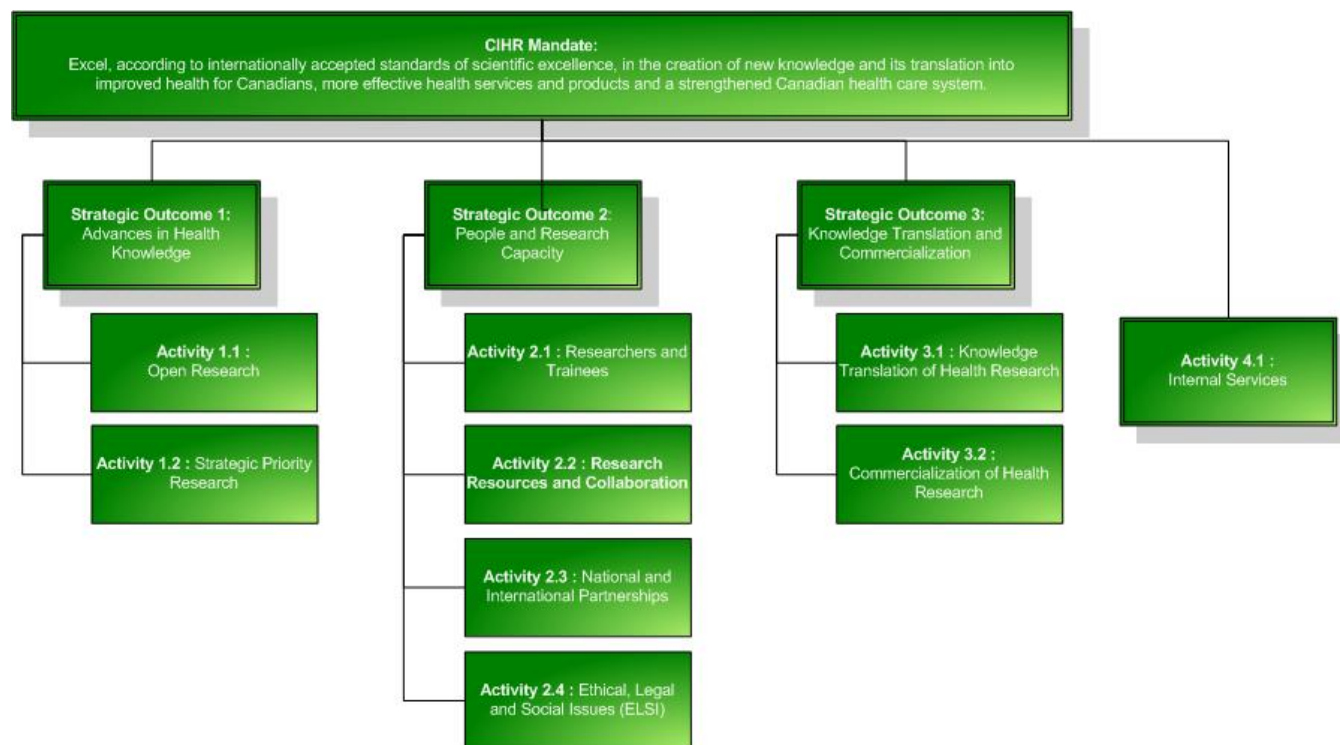 CIHR Mandate:
Excel, according to internationally accepted standards of scientific excellence, in the creation of new knowledge and its translation into
improved health for Canadians, more effective health services and products and a strengthened Canadian health care system.
Strategic Outcome 1:
Advances in Health
Knowledge
Activity 1.1 :
Open Research
Activity 1.2 : Strategic Priority
Research
Strategic Outcome 2:
People and Research
Capacity
Activity 2.1 : Researchers and
Trainees
Activity 2.2 : Research
Resources and Collaboration
Activity 2.3 : National and
International Partnerships
Activity 2.4 : Ethical, Legal
and Social Issues (ELSI)
Strategic Outcome 3:
Knowledge Translation and
Commercialization
Activity 3.1 : Knowledge
Translation of Health Research
Activity 3.2 :
Commercialization of Health
Research
Activity 4.1 :
Internal Services